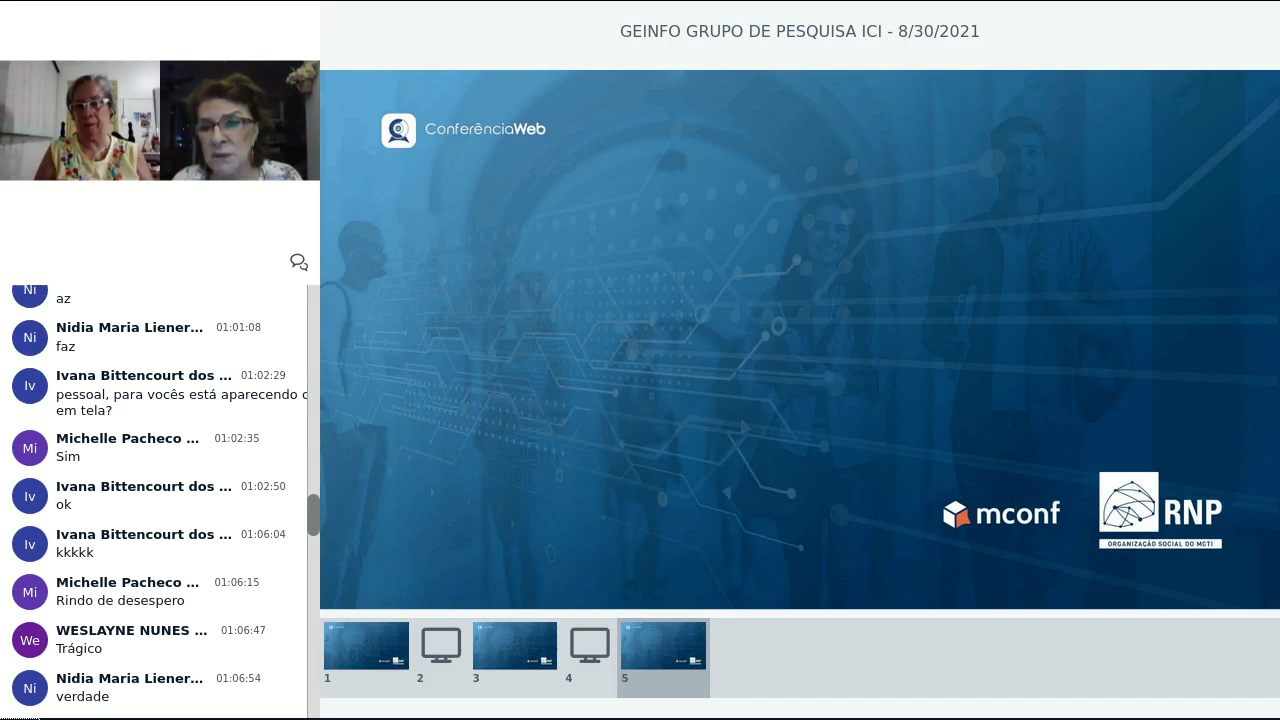 GEINFO GRUPO DE PESQUISA ICI - 8/30/2021
ConferênciaWeb
Ni
az
Ni
Nidia Maria Liener... 01:01:08
faz
Iv
Ivana Bittencourt dos ... 01:02:29
pessoal, para vocês está aparecendo
em tela?
Mi
Michelle Pacheco ... 01:02:35
Sim
Iv
Ivana Bittencourt dos ... 01:02:50
ok
Iv
Ivana Bittencourt dos ... 01:06:04
kkkkk
Mi
Michelle Pacheco ... 01:06:15
Rindo de desespero
We
WESLAYNE NUNES ... 01:06:47
Trágico
Ni
Nidia Maria Liener... 01:06:54
verdade
mconf
RNP
ORGANIZAÇÃO SOCIAL DO MCTI
1
2
3
4
5